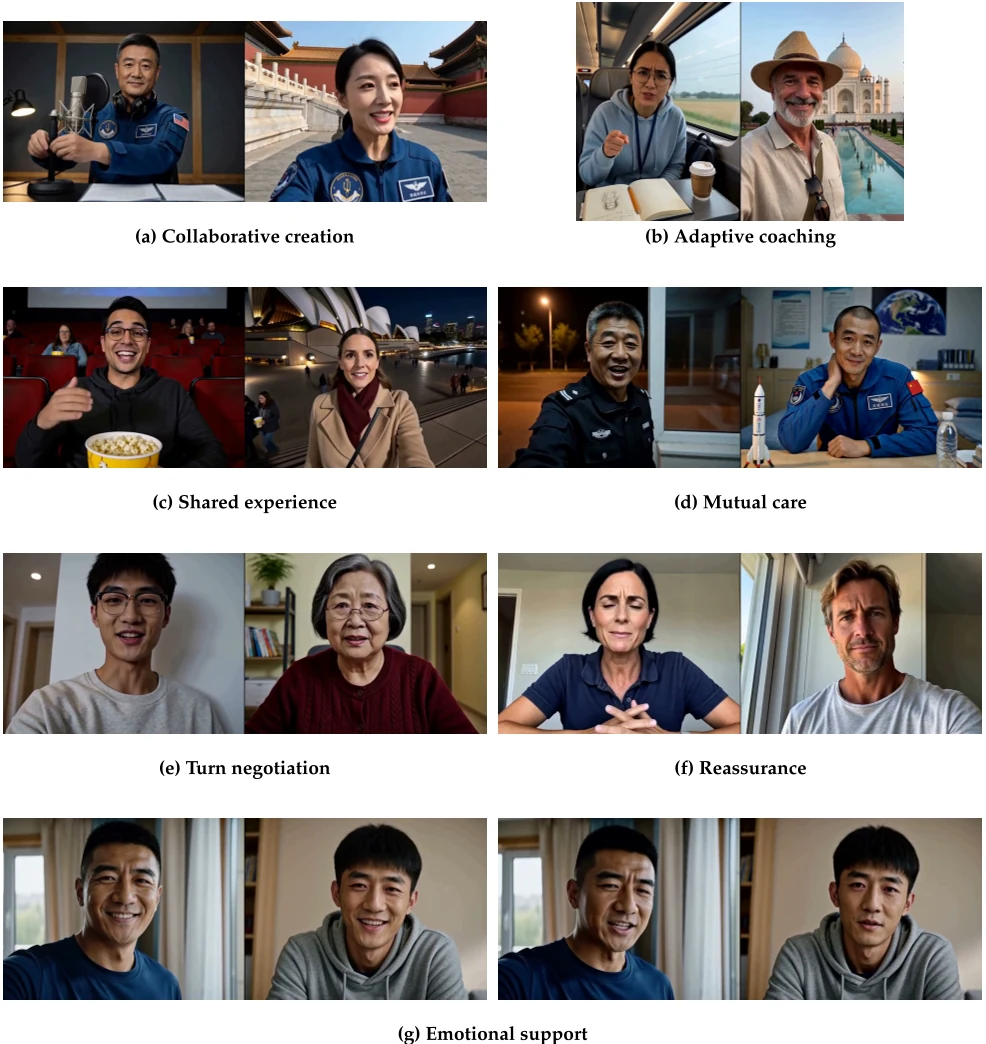 (a) Collaborative creation
(b) Adaptive coaching
(c) Shared experience
(d) Mutual care
(e) Turn negotiation
(f) Reassurance
(g) Emotional support